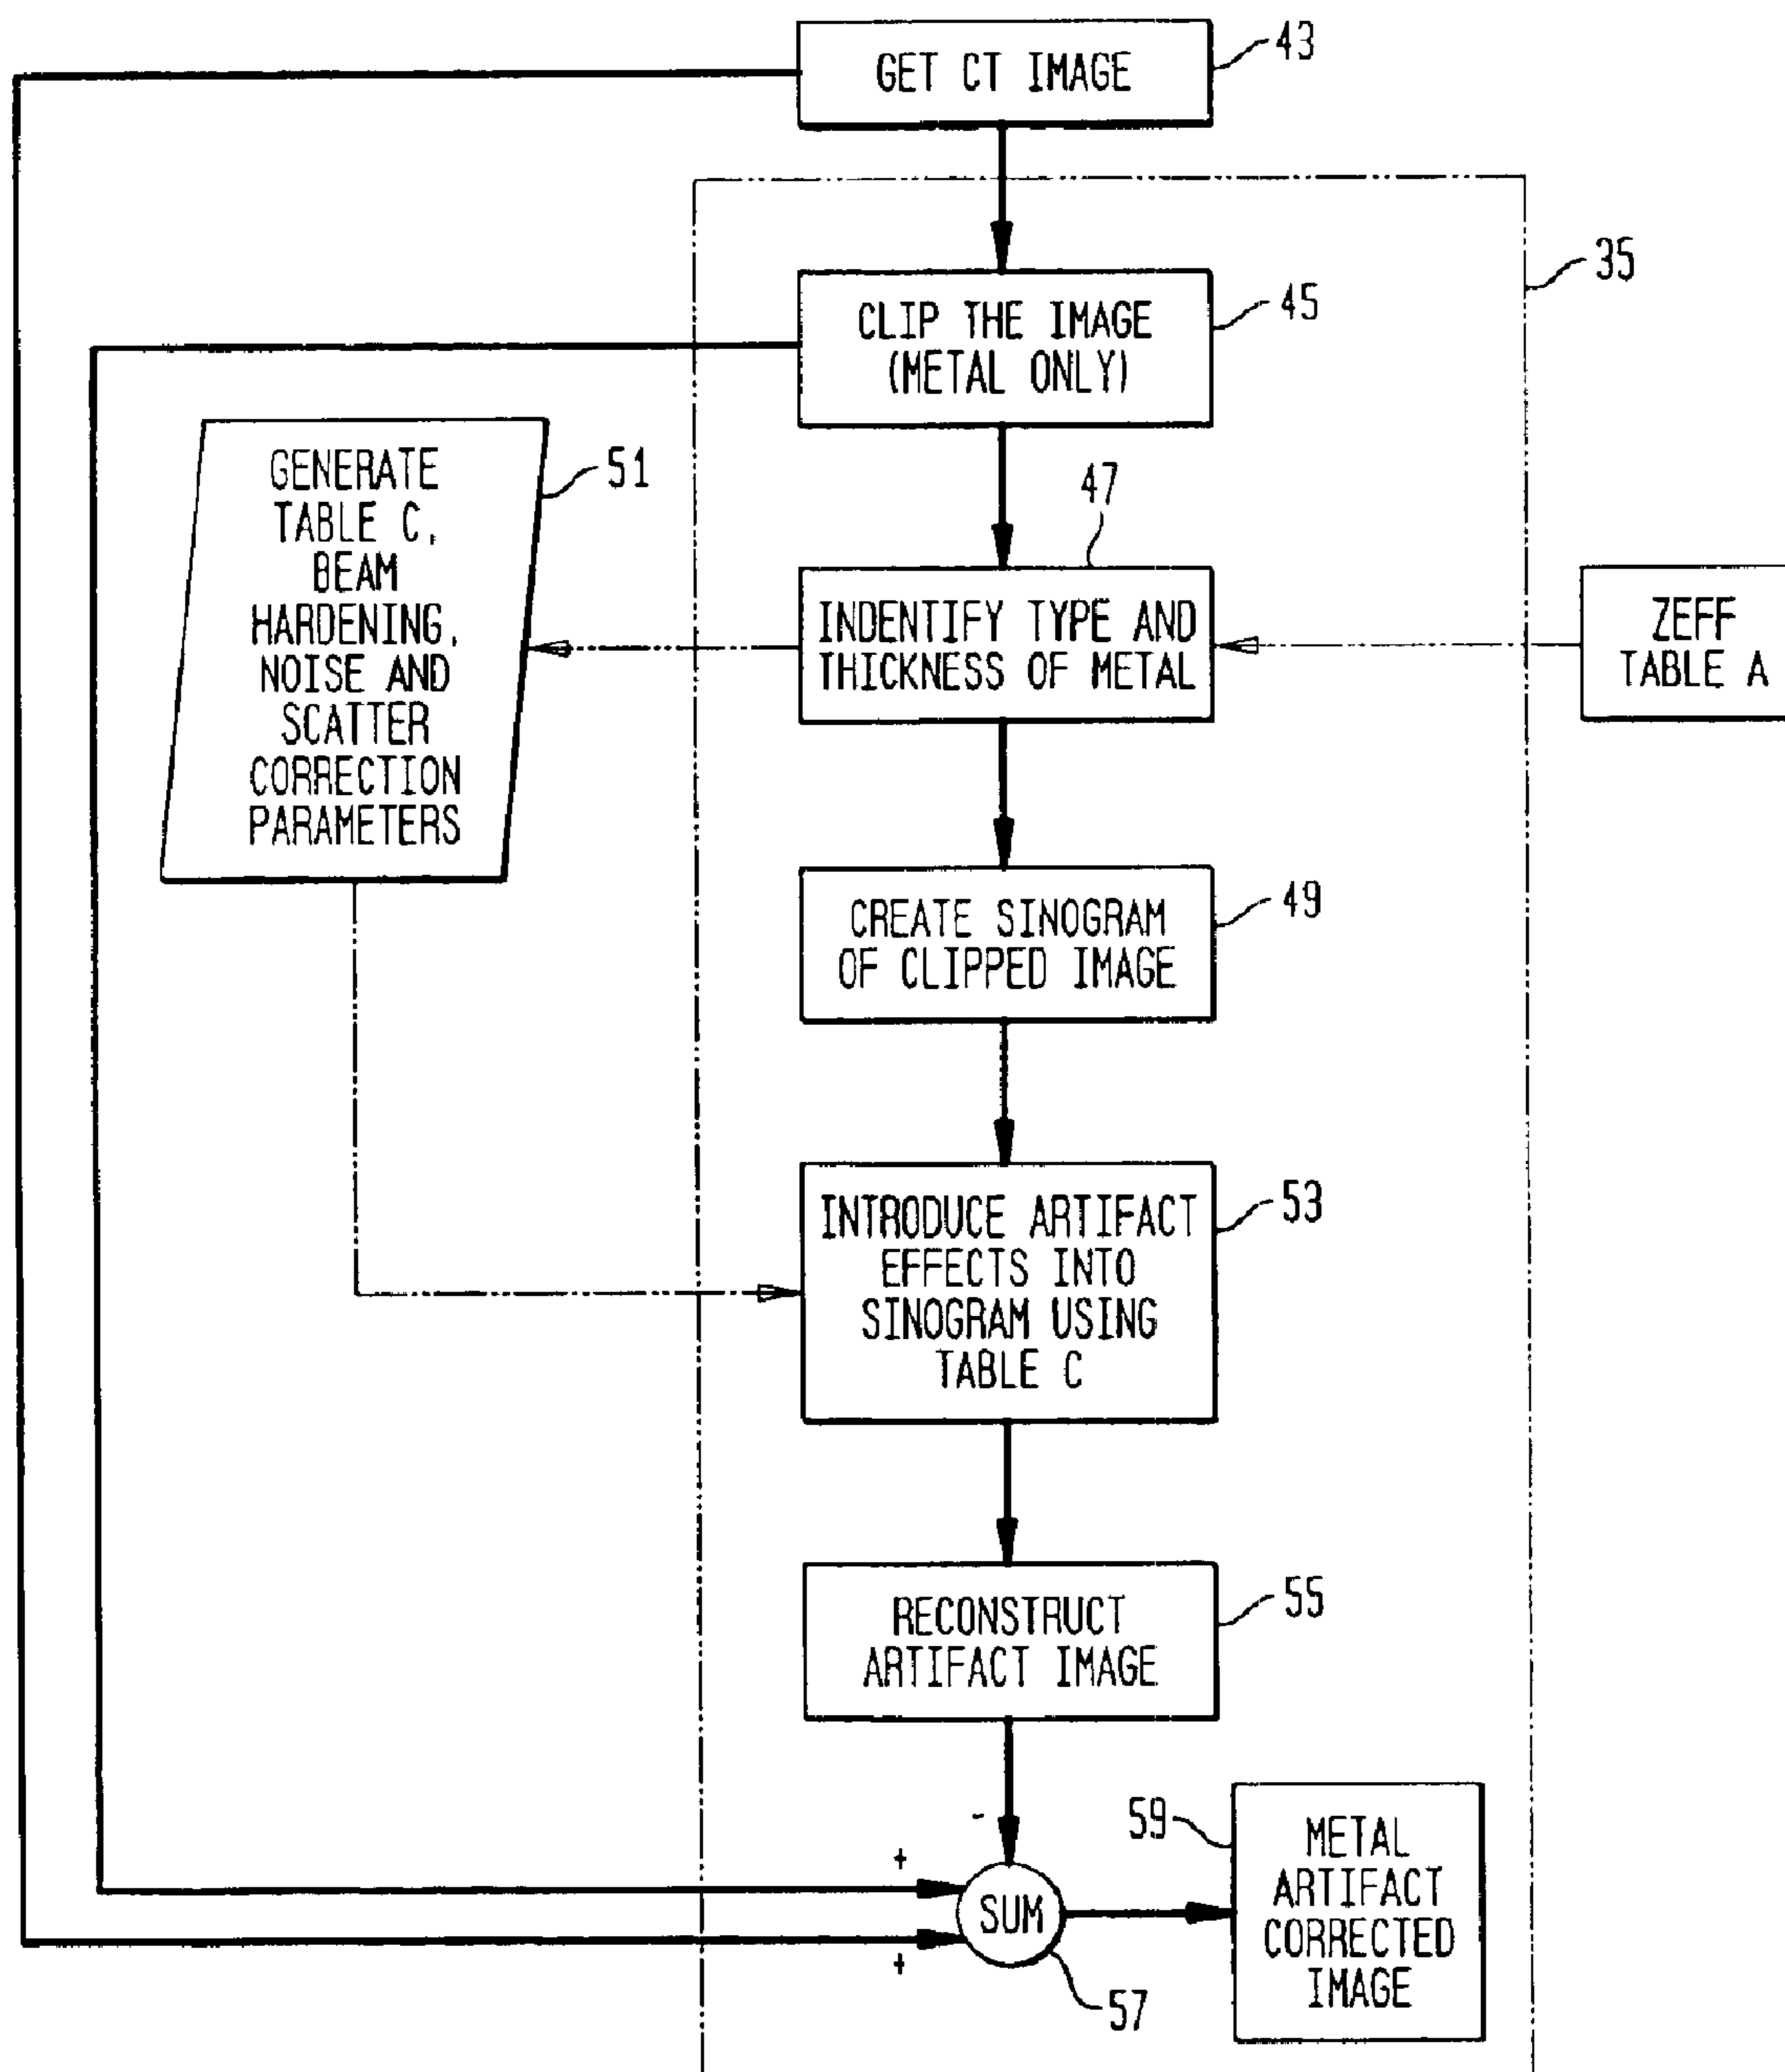 GET CT IMAGE
43
35
CLIP THE IMAGE
(METAL ONLY)
45
GENERATE
TABLE C,
BEAM
HARDENING,
NOISE AND
SCATTER
CORRECTION
PARAMETERS
51
47
INDENTIFY TYPE AND
THICKNESS OF METAL
ZEFF
TABLE A
CREATE SINOGRAM
OF CLIPPED IMAGE
49
INTRODUCE ARTIFACT
EFFECTS INTO
SINOGRAM USING
TABLE C
53
RECONSTRUCT
ARTIFACT IMAGE
55
-
+
+
SUM
57
59
METAL
ARTIFACT
CORRECTED
IMAGE